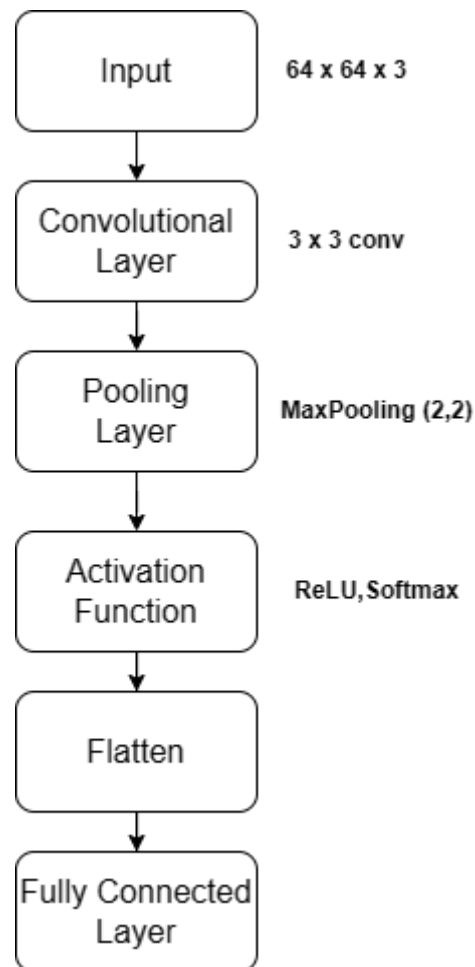 Input
64 x 64 x 3
Convolutional
Layer
3 x 3 conv
Pooling
Layer
MaxPooling (2,2)
Activation
Function
ReLU,Softmax
Flatten
Fully Connected
Layer